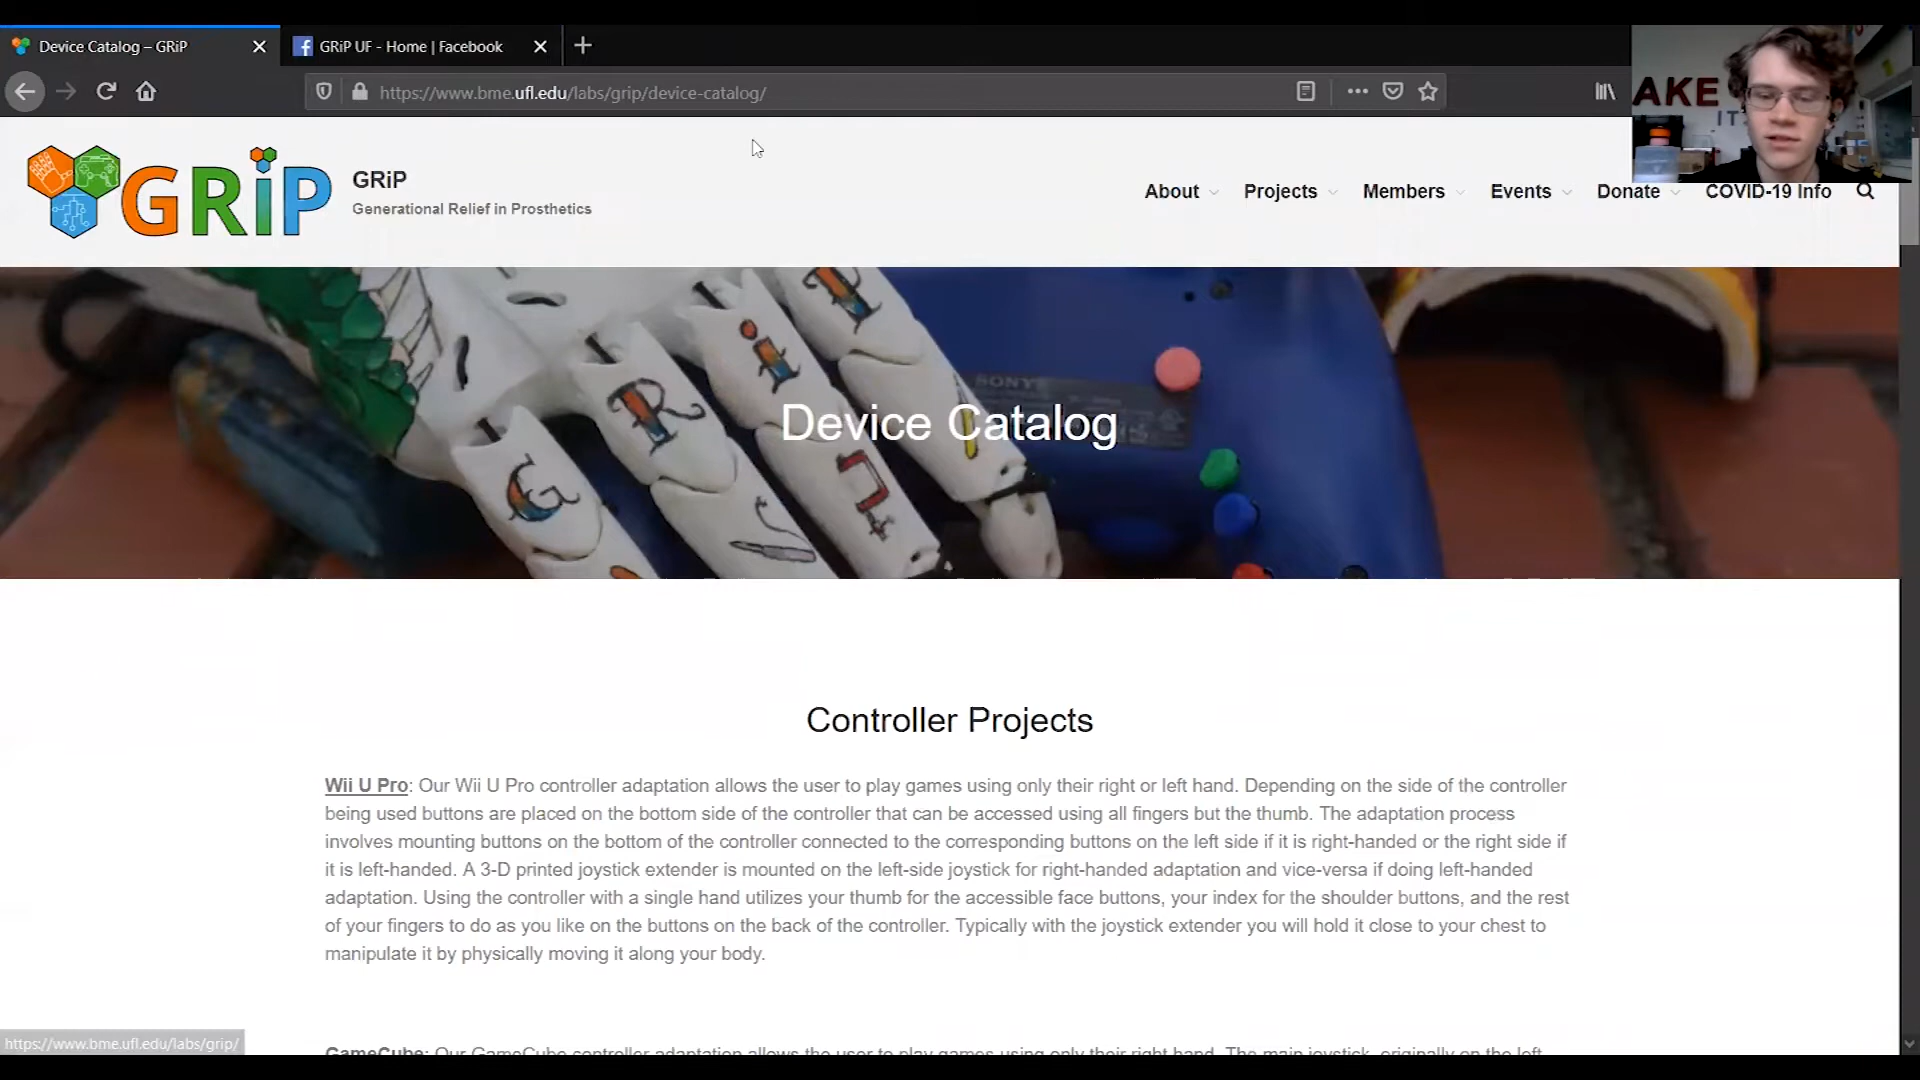 Device Catalog – GRiP
GRiP UF - Home | Facebook
https://www.bme.ufl.edu/labs/grip/device-catalog/
AKE
IT
GRiP
GRiP
Generational Relief in Prosthetics
About
Projects
Members
Events
Donate
COVID-19 Info
G
R
i
P
SONY
Device Catalog
Controller Projects
Wii U Pro: Our Wii U Pro controller adaptation allows the user to play games using only their right or left hand. Depending on the side of the controller
being used buttons are placed on the bottom side of the controller that can be accessed using all fingers but the thumb. The adaptation process
involves mounting buttons on the bottom of the controller connected to the corresponding buttons on the left side if it is right-handed or the right side if
it is left-handed. A 3-D printed joystick extender is mounted on the left-side joystick for right-handed adaptation and vice-versa if doing left-handed
adaptation. Using the controller with a single hand utilizes your thumb for the accessible face buttons, your index for the shoulder buttons, and the rest
of your fingers to do as you like on the buttons on the back of the controller. Typically with the joystick extender you will hold it close to your chest to
manipulate it by physically moving it along your body.
GameCube: Our GameCube controller adaptation allows the user to play games using only their right hand. The main joystick, originally on the left
https://www.bme.ufl.edu/labs/grip/